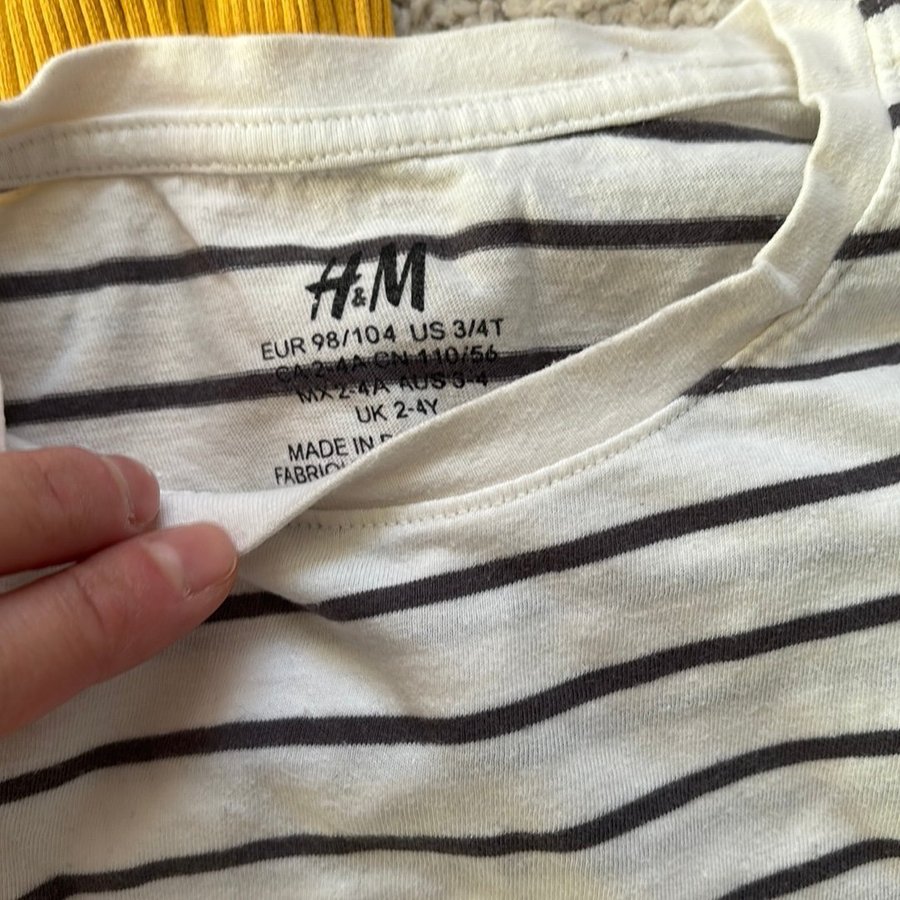 H&M
EUR 98/104 US 3/4T
CA 2-4A CN 110/56
MX 2-4A AUS 3-4
UK 2-4Y
MADE IN